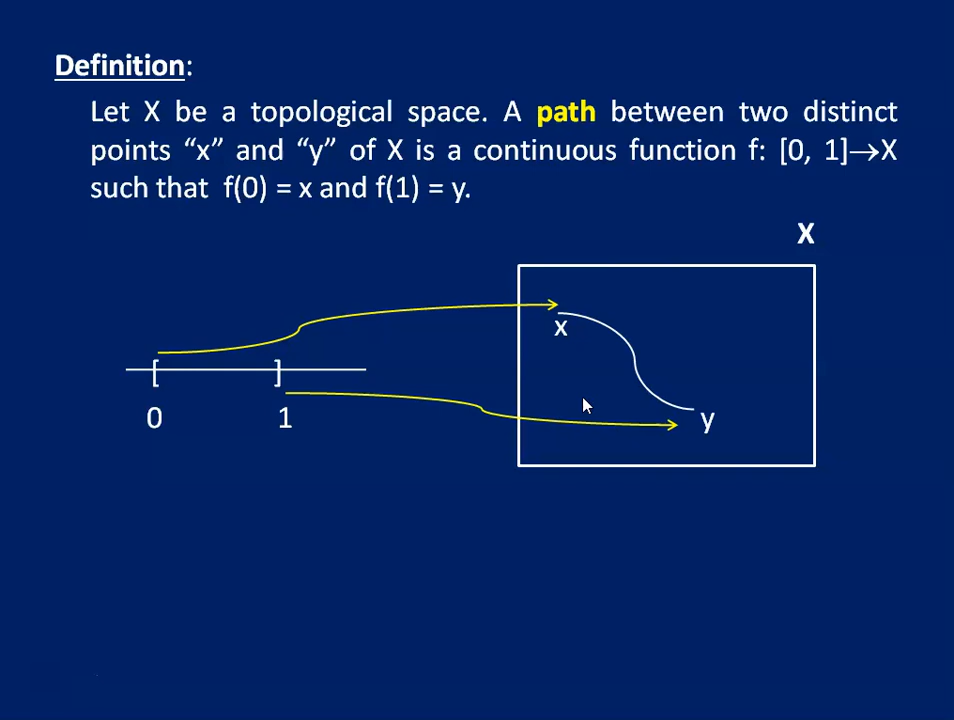 Definition:
Let X be a topological space. A path between two distinct
points “x” and “y” of X is a continuous function f: [0, 1]→X
such that f(0) = x and f(1) = y.
X
x
[ ]
0 1
y